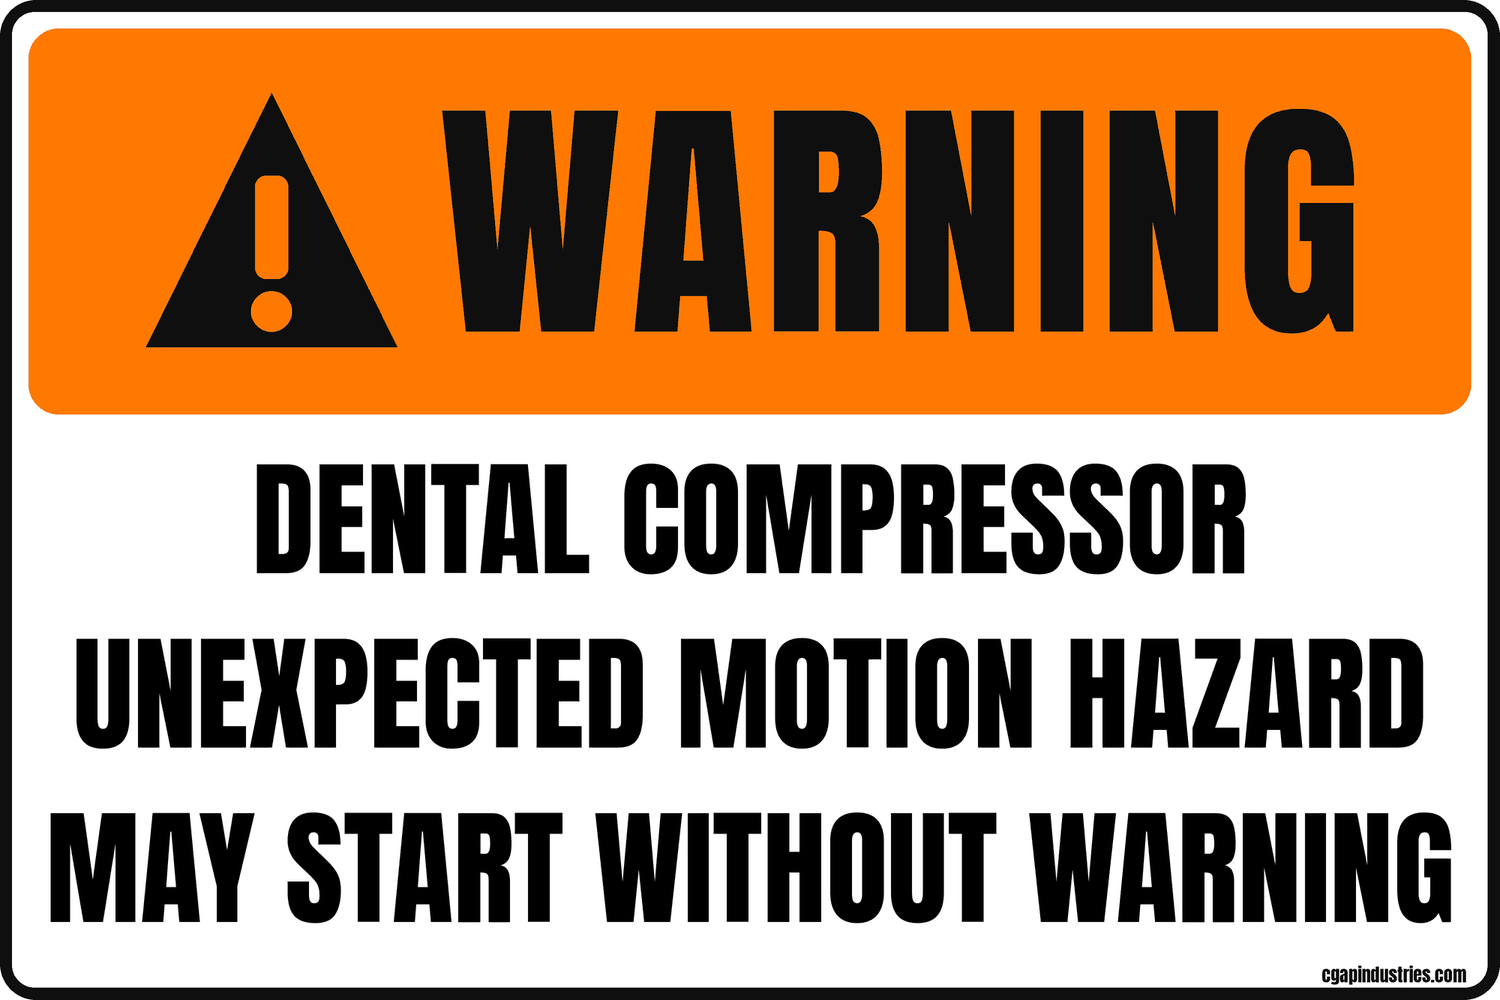 WARNING
DENTAL COMPRESSOR
UNEXPECTED MOTION HAZARD
MAY START WITHOUT WARNING
cgapindustries.com